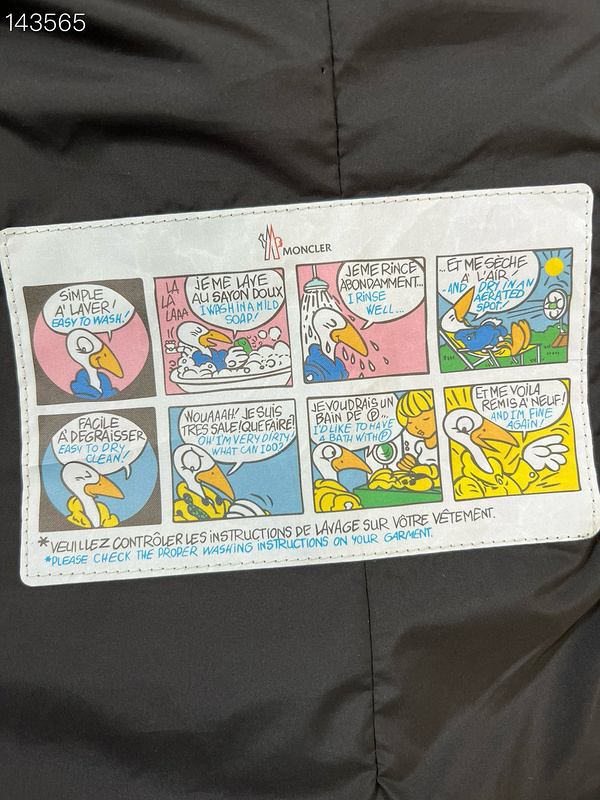 143565
MONCLER
SIMPLE
A' LAVER!
EASY TO WASH!
LA
LA
LAAA
JE ME LAVE
AU SAVON DOUX
I WASH IN A MILD
SOAP!
JE ME RINCE
ABONDAMMENT...
I RINSE
WELL...
...ET ME SÈCHE
A' L'AIR!
-AND DRY IN AN
AERATED
SPOT!
FACILE
A' DEGRAISSER
EASY TO DRY
CLEAN!
WOUAAAH! JE SUIS
TRES SALE! QUE FAIRE?
OH! I'M VERY DIRTY!
WHAT CAN I DO?
JE VOUDRAIS UN
BAIN DE Ⓟ...
I'D LIKE TO HAVE
A BATH WITH Ⓟ
ET ME VOILA
REMIS A' NEUF!
AND I'M FINE
AGAIN!
*VEUILLEZ CONTRÔLER LES INSTRUCTIONS DE LAVAGE SUR VÔTRE VÊTEMENT.
*PLEASE CHECK THE PROPER WASHING INSTRUCTIONS ON YOUR GARMENT.